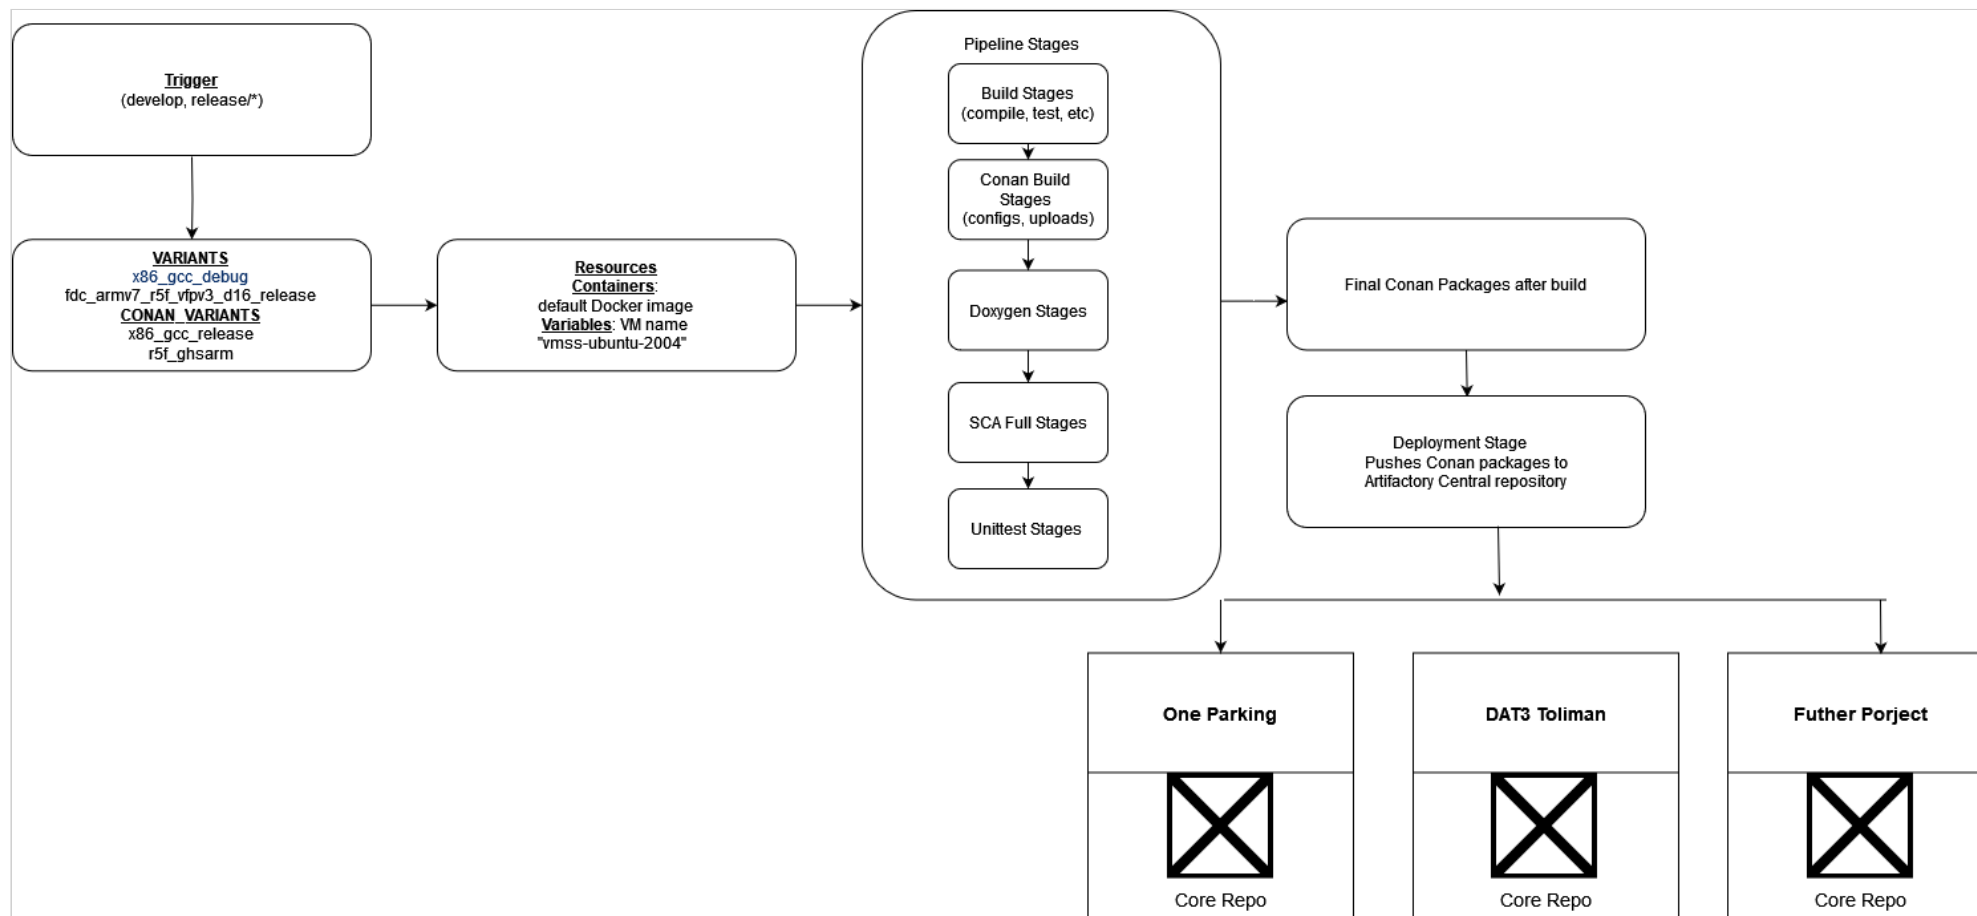 Trigger
(develop, release/*)
VARIANTS
x86_gcc_debug
fdc_armv7_r5f_vfpv3_d16_release
CONAN_VARIANTS
x86_gcc_release
r5f_ghsarm
Resources
Containers:
default Docker image
Variables: VM name
"vmss-ubuntu-2004"
Pipeline Stages
Build Stages
(compile, test, etc)
Conan Build
Stages
(configs, uploads)
Doxygen Stages
SCA Full Stages
Unittest Stages
Final Conan Packages after build
Deployment Stage
Pushes Conan packages to
Artifactory Central repository
One Parking
Core Repo
DAT3 Toliman
Core Repo
Futher Porject
Core Repo